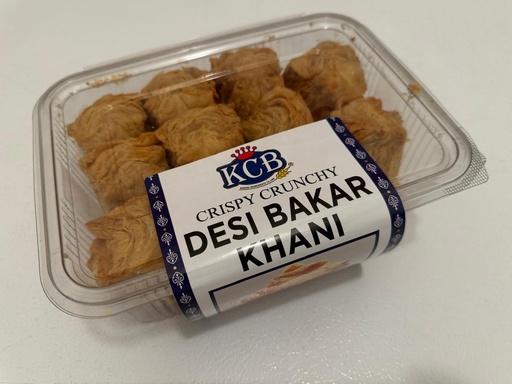 KCB
CRISPY CRUNCHY
DESI BAKAR
KHANI